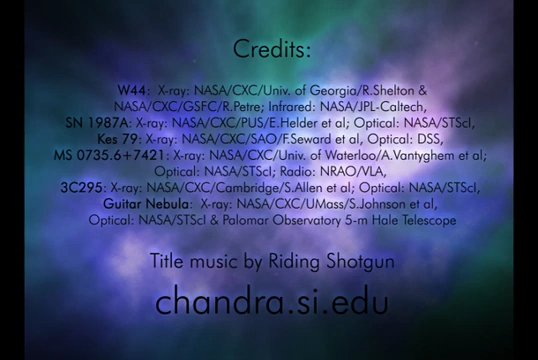 Credits:
W44: X-ray: NASA/CXC/Univ. of Georgia/R.Shelton &
NASA/CXC/GSFC/R.Petre; Infrared: NASA/JPL-Caltech,
SN 1987A: X-ray: NASA/CXC/PUS/E.Helder et al; Optical: NASA/STScI,
Kes 79: X-ray: NASA/CXC/SAO/F.Seward et al, Optical: DSS,
MS 0735.6+7421: X-ray: NASA/CXC/Univ. of Waterloo/A.Vantyghem et al;
Optical: NASA/STScI; Radio: NRAO/VLA,
3C295: X-ray: NASA/CXC/Cambridge/S.Allen et al; Optical: NASA/STScI,
Guitar Nebula: X-ray: NASA/CXC/UMass/S.Johnson et al,
Optical: NASA/STScI & Palomar Observatory 5-m Hale Telescope
Title music by Riding Shotgun
chandra.si.edu